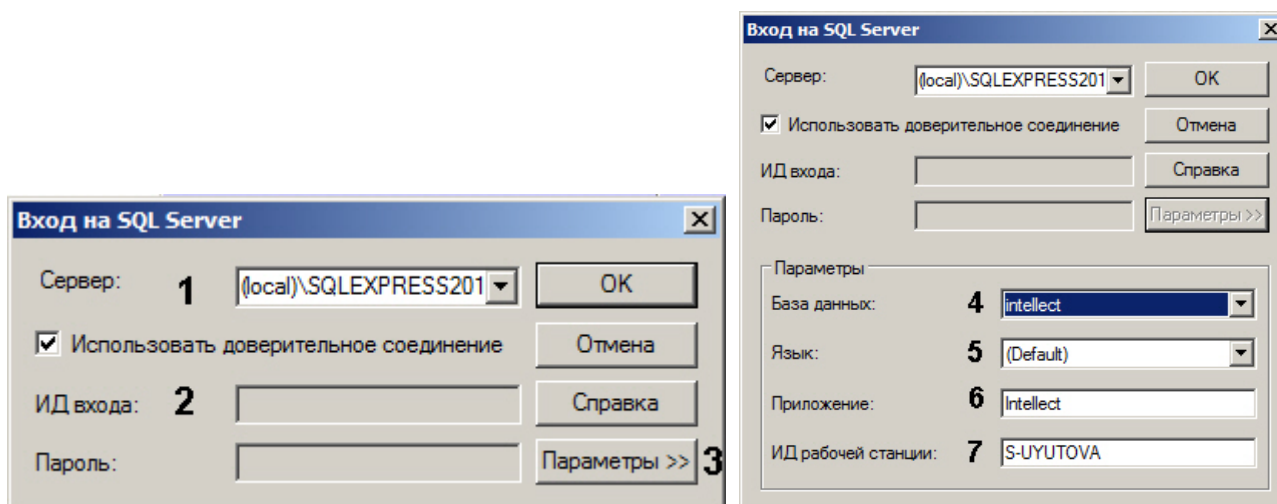 Вход на SQL Server
Сервер: 1 (local)\SQLEXPRESS201 OK
Использовать доверительное соединение Отмена
ИД входа: 2 Справка
Пароль: Параметры >> 3
Вход на SQL Server
Сервер: (local)\SQLEXPRESS201 OK
Использовать доверительное соединение Отмена
ИД входа: Справка
Пароль: Параметры >>
Параметры
База данных: 4 intellect
Язык: 5 (Default)
Приложение: 6 Intellect
ИД рабочей станции: 7 S-UYUTOVA